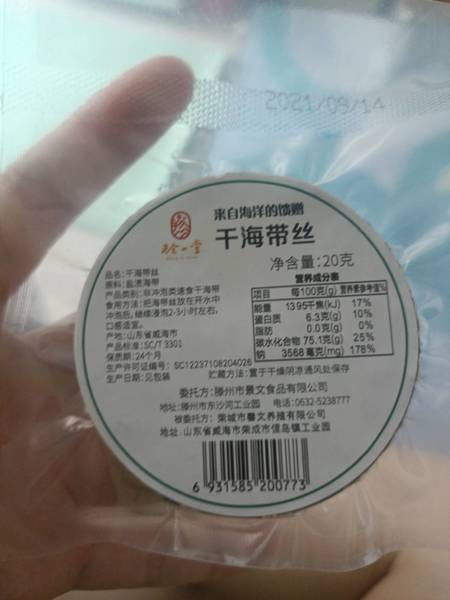 2021/09/14
来自海洋的馈赠
干海带丝
净含量:20克
品名:干海带丝
原料:盐渍海带
产品类别:非冲泡类速食干海带
食用方法:把海带丝放在开水中
冲泡后,继续浸泡2-3小时左右,
口感适宜。
产地:山东省威海市
产品标准:SC/T 3301
保质期:24个月
生产许可证编号:SC12237108204026
生产日期:见包装
营养成分表
项目 每100克(g) 营养素参考值%
能量 1395千焦(kJ) 17%
蛋白质 6.3克(g) 10%
脂肪 0.0克(g) 0%
碳水化合物 75.1克(g) 25%
钠 3568毫克(mg) 178%
贮藏方法:置于干燥阴凉通风处保存
委托方:滕州市景文食品有限公司
地址:滕州市东沙河工业园 电话:0632-5238777
被委托方:荣城市馨文养殖有限公司
地址:山东省威海市荣成市俚岛镇工业园
6 931585 200773